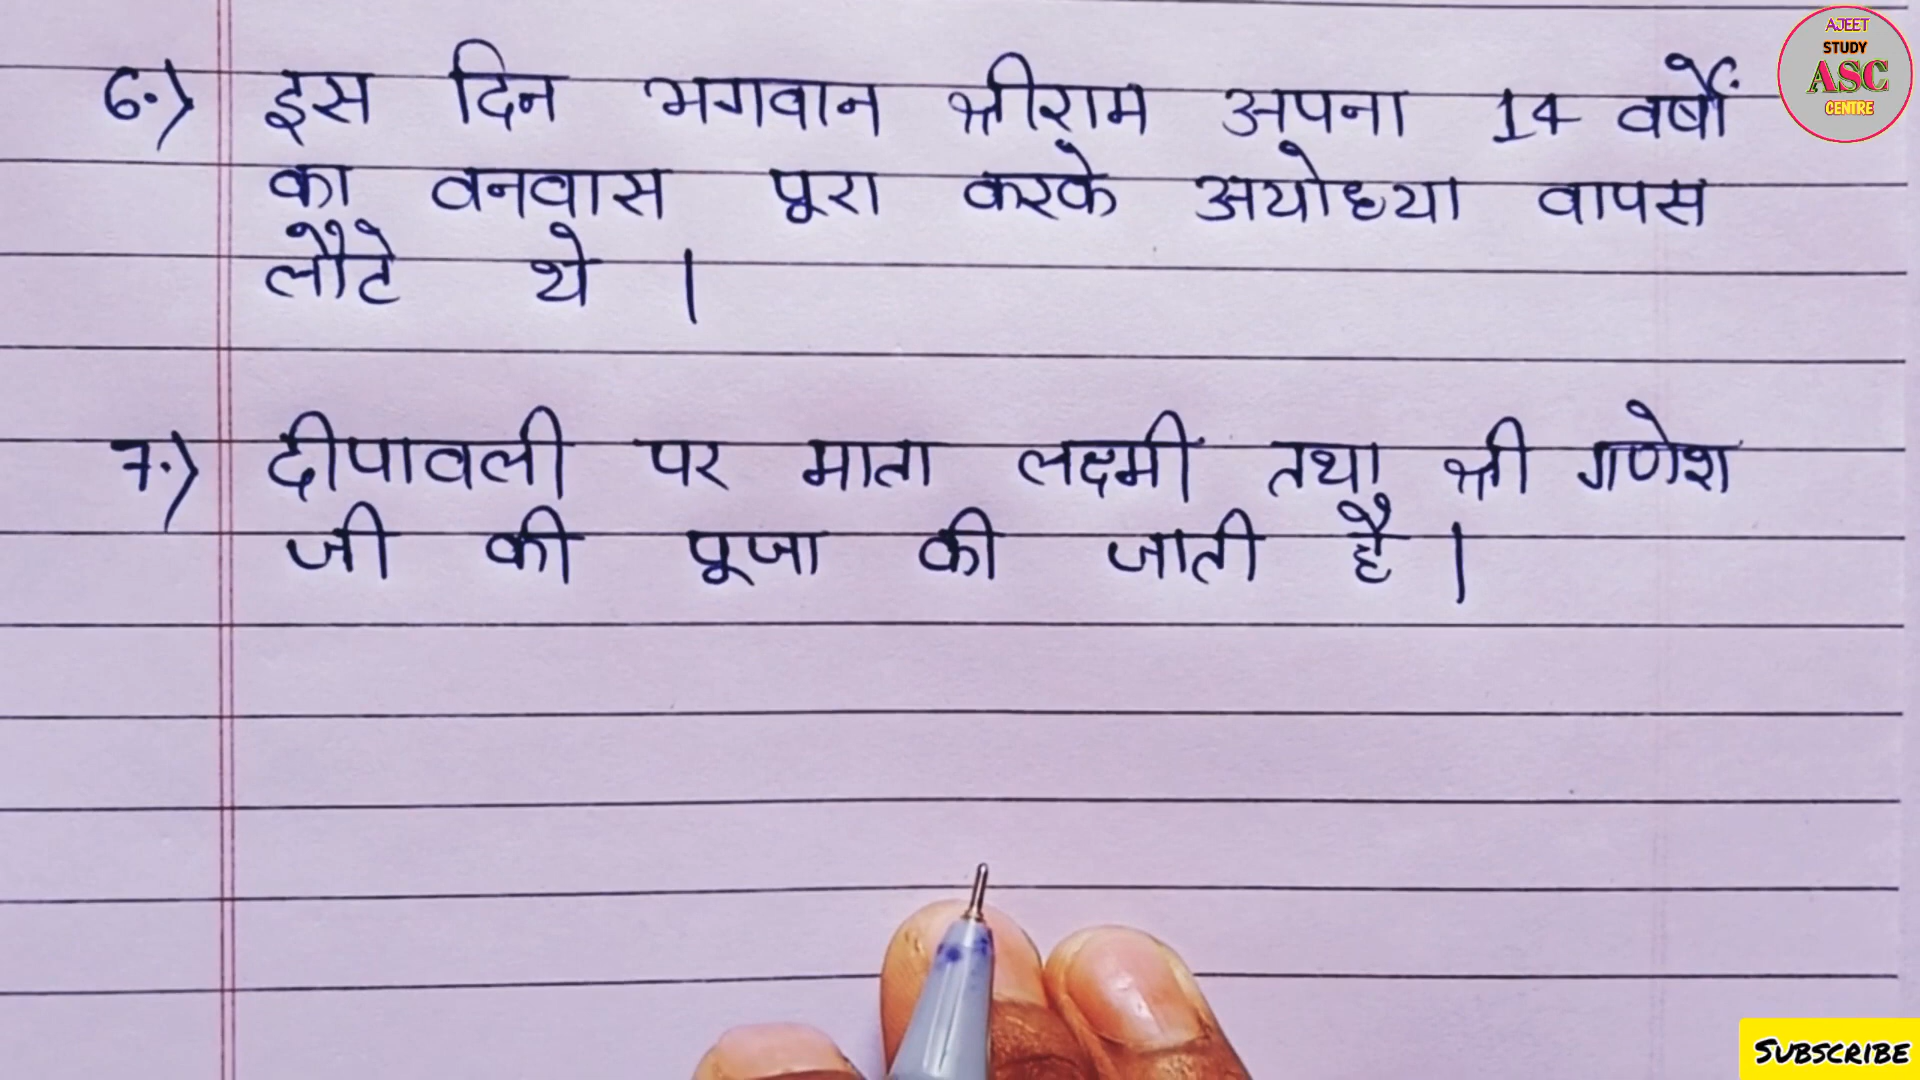 6.) इस दिन भगवान श्रीराम अपना 14 वर्षों
का वनवास पूरा करके अयोध्या वापस
लौटे थे ।
7.) दीपावली पर माता लक्ष्मी तथा श्री गणेश
जी की पूजा की जाती है ।
AJEET
STUDY
ASC
CENTRE
SUBSCRIBE